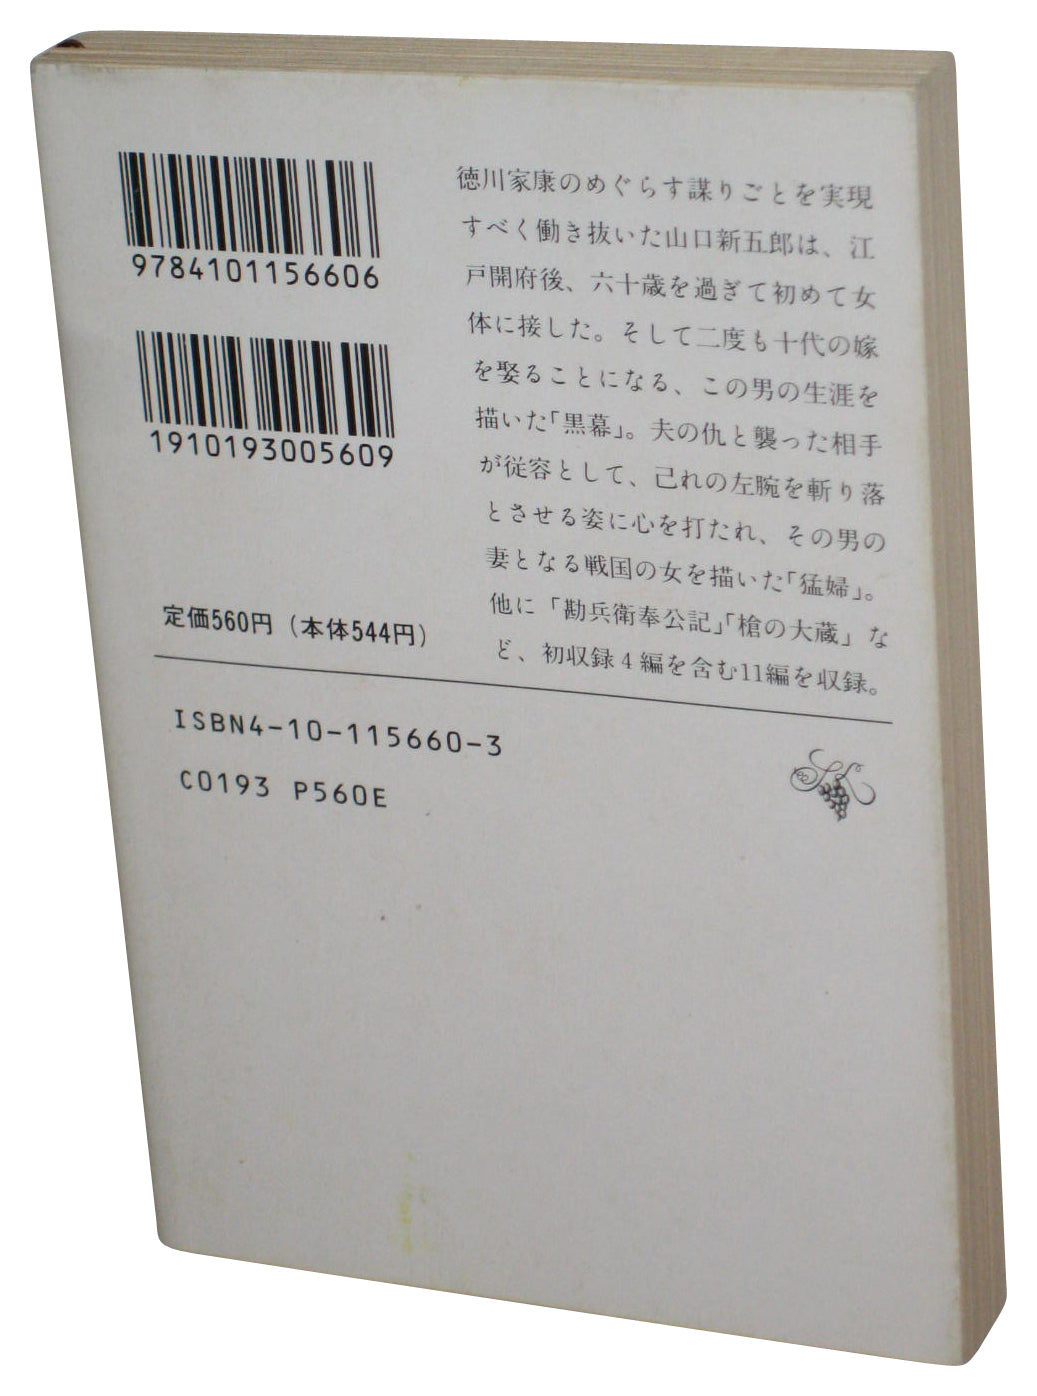 9784101156606
1910193005609
徳川家康のめぐらす謀りごとを実現
すべく働き抜いた山口新五郎は、江
戸開府後、六十歳を過ぎて初めて女
体に接した。そして二度も十代の嫁
を娶ることになる、この男の生涯を
描いた「黒幕」。夫の仇と襲った相手
が従容として、己れの左腕を斬り落
とさせる姿に心を打たれ、その男の
妻となる戦国の女を描いた「猛婦」。
他に「勘兵衛奉公記」「槍の大蔵」な
ど、初収録4編を含む11編を収録。
定価560円（本体544円）
ISBN4-10-115660-3
C0193 P560E